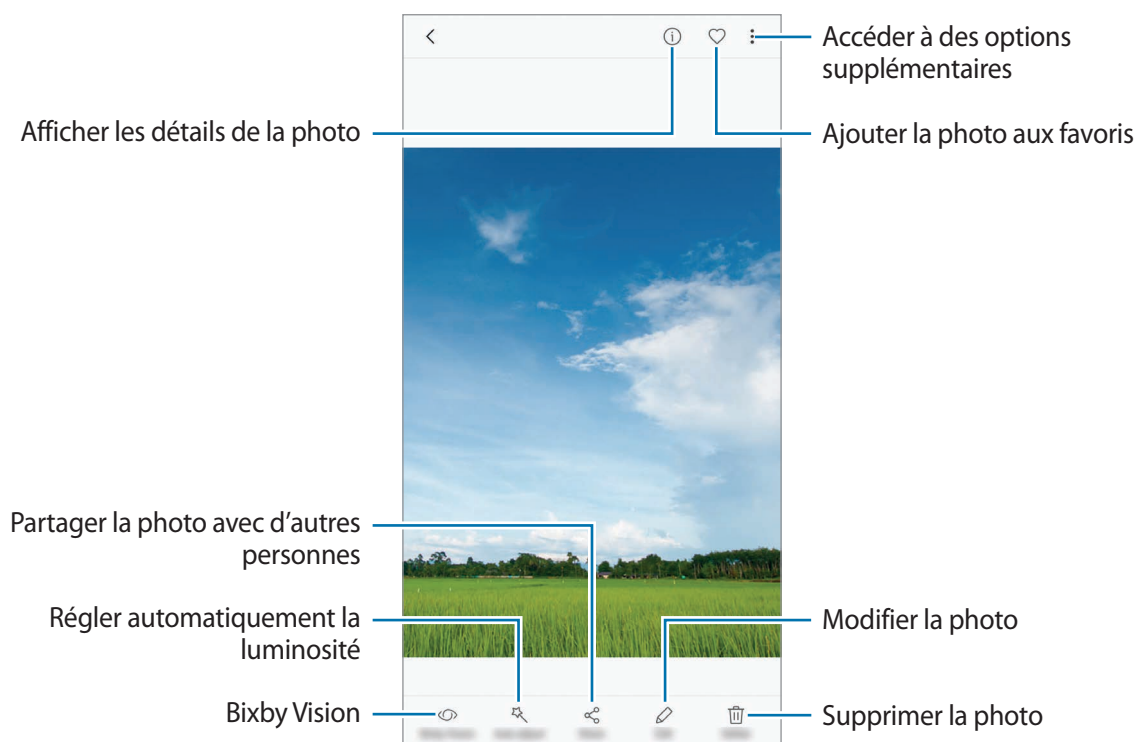 Accéder à des options
supplémentaires
Afficher les détails de la photo
Ajouter la photo aux favoris
Partager la photo avec d'autres
personnes
Régler automatiquement la
luminosité
Modifier la photo
Bixby Vision
Supprimer la photo